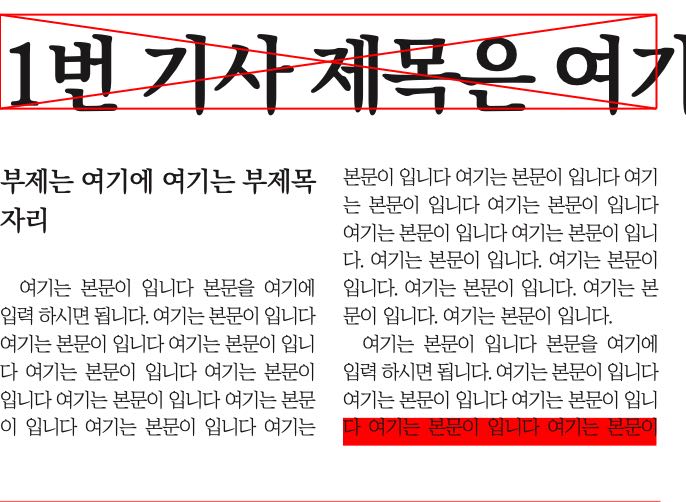 1번 기사 제목은 여기
부제는 여기에 여기는 부제목
자리
여기는 본문이 입니다 본문을 여기에
입력 하시면 됩니다. 여기는 본문이 입니다
여기는 본문이 입니다 여기는 본문이 입니
다 여기는 본문이 입니다 여기는 본문이
입니다 여기는 본문이 입니다 여기는 본문
이 입니다 여기는 본문이 입니다 여기는
본문이 입니다 여기는 본문이 입니다 여기
는 본문이 입니다 여기는 본문이 입니다
여기는 본문이 입니다 여기는 본문이 입니
다. 여기는 본문이 입니다. 여기는 본문이
입니다. 여기는 본문이 입니다. 여기는 본
문이 입니다. 여기는 본문이 입니다.
여기는 본문이 입니다 본문을 여기에
입력 하시면 됩니다. 여기는 본문이 입니다
여기는 본문이 입니다 여기는 본문이 입니
다 여기는 본문이 입니다 여기는 본문이